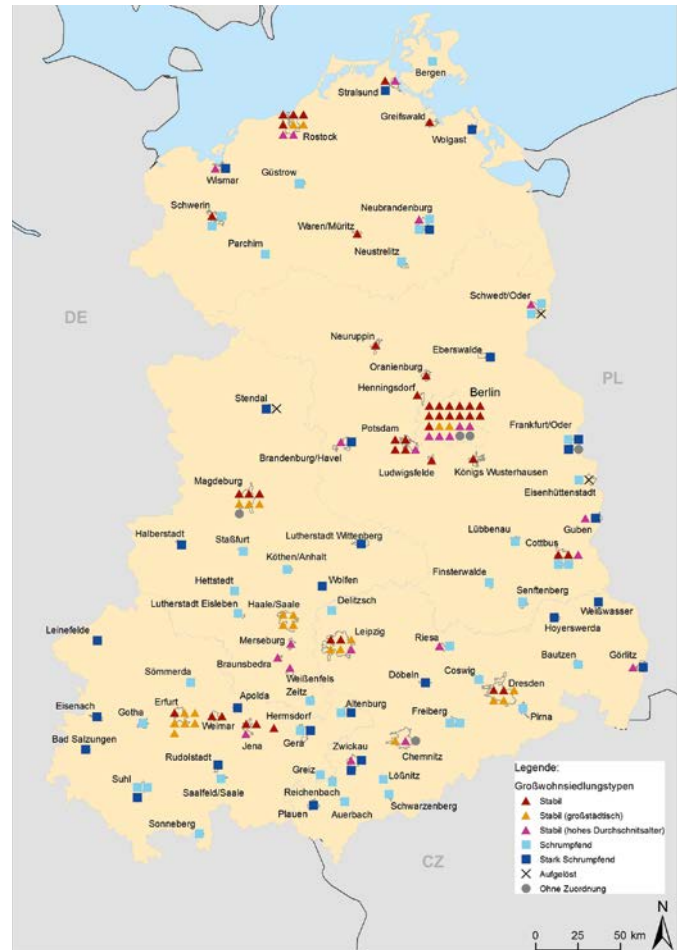 Bergen
Stralsund
Greifswald
Wolgast
Rostock
Wismar
Güstrow
Schwerin
Neubrandenburg
Waren/Müritz
Parchim
Neustrelitz
Schwedt/Oder
DE
Neuruppin
Eberswalde
Oranienburg
PL
Henningsdorf
Berlin
Stendal
Potsdam
Frankfurt/Oder
Brandenburg/Havel
Ludwigsfelde
Königs Wusterhausen
Magdeburg
Eisenhüttenstadt
Guben
Halberstadt
Staßfurt
Lutherstadt Wittenberg
Lübbenau
Cottbus
Köthen/Anhalt
Hettstedt
Wolfen
Finsterwalde
Lutherstadt Eisleben
Haale/Saale
Delitzsch
Senftenberg
Weißwasser
Hoyerswerda
Leinefelde
Merseburg
Leipzig
Riesa
Braunsbedra
Bautzen
Görlitz
Weißenfels
Sömmerda
Döbeln
Coswig
Dresden
Zeitz
Eisenach
Erfurt
Apolda
Altenburg
Pirna
Gotha
Weimar
Hermsdorf
Freiberg
Bad Salzungen
Jena
Gera
Zwickau
Chemnitz
Rudolstadt
Suhl
Greiz
Lößnitz
Saalfeld/Saale
Reichenbach
Schwarzenberg
Sonneberg
Plauen
Auerbach
CZ
Legende:
Großwohnsiedlungstypen
Stabil
Stabil (großstädtisch)
Stabil (hohes Durchschnitsalter)
Schrumpfend
Stark Schrumpfend
Aufgelöst
Ohne Zuordnung
N
0 25 50 km